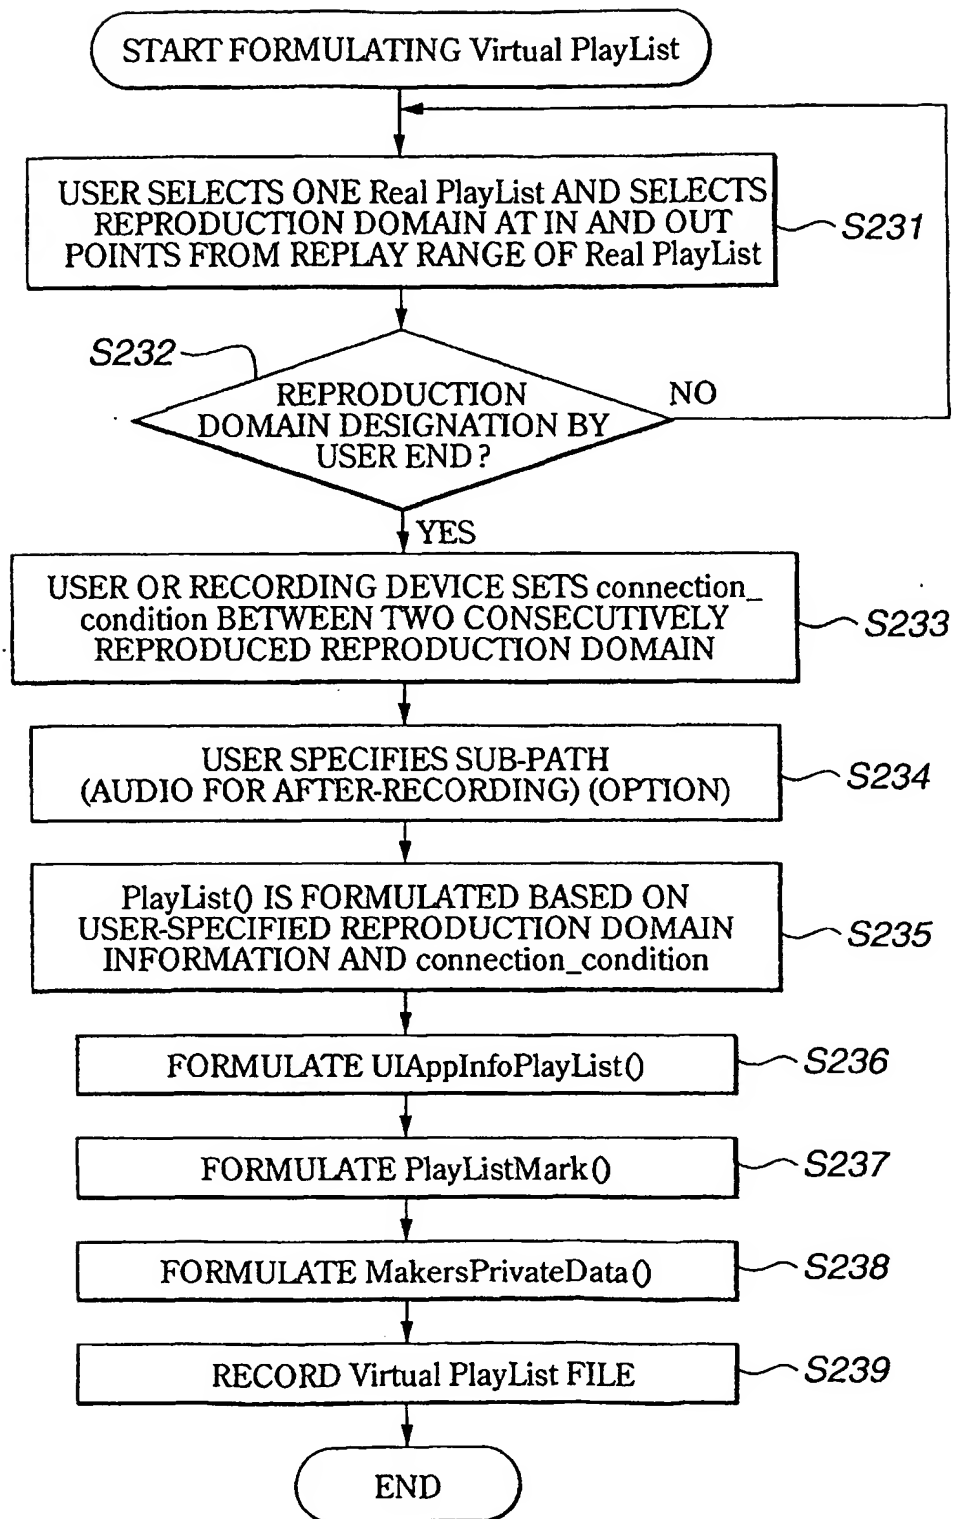 START FORMULATING Virtual PlayList
USER SELECTS ONE Real PlayList AND SELECTS
REPRODUCTION DOMAIN AT IN AND OUT
POINTS FROM REPLAY RANGE OF Real PlayList
S231
S232
REPRODUCTION
DOMAIN DESIGNATION BY
USER END?
NO
YES
USER OR RECORDING DEVICE SETS connection_
condition BETWEEN TWO CONSECUTIVELY
REPRODUCED REPRODUCTION DOMAIN
S233
USER SPECIFIES SUB-PATH
(AUDIO FOR AFTER-RECORDING) (OPTION)
S234
PlayList() IS FORMULATED BASED ON
USER-SPECIFIED REPRODUCTION DOMAIN
INFORMATION AND connection_condition
S235
FORMULATE UIAppInfoPlayList()
S236
FORMULATE PlayListMark()
S237
FORMULATE MakersPrivateData()
S238
RECORD Virtual PlayList FILE
S239
END